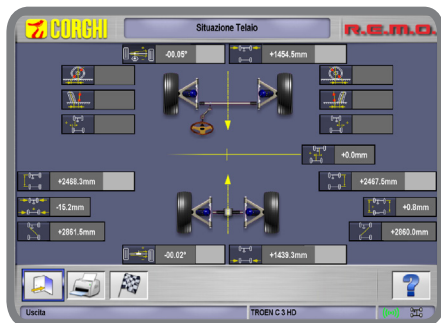 CORGHI
Situazione Telaio
R.E.M.O.
-00.05°
+1454.5mm
+0.0mm
+2468.3mm
+2467.5mm
-15.2mm
+0.8mm
+2861.5mm
+2860.0mm
-00.02°
+1439.3mm
?
Uscita
TROEN C 3 HD